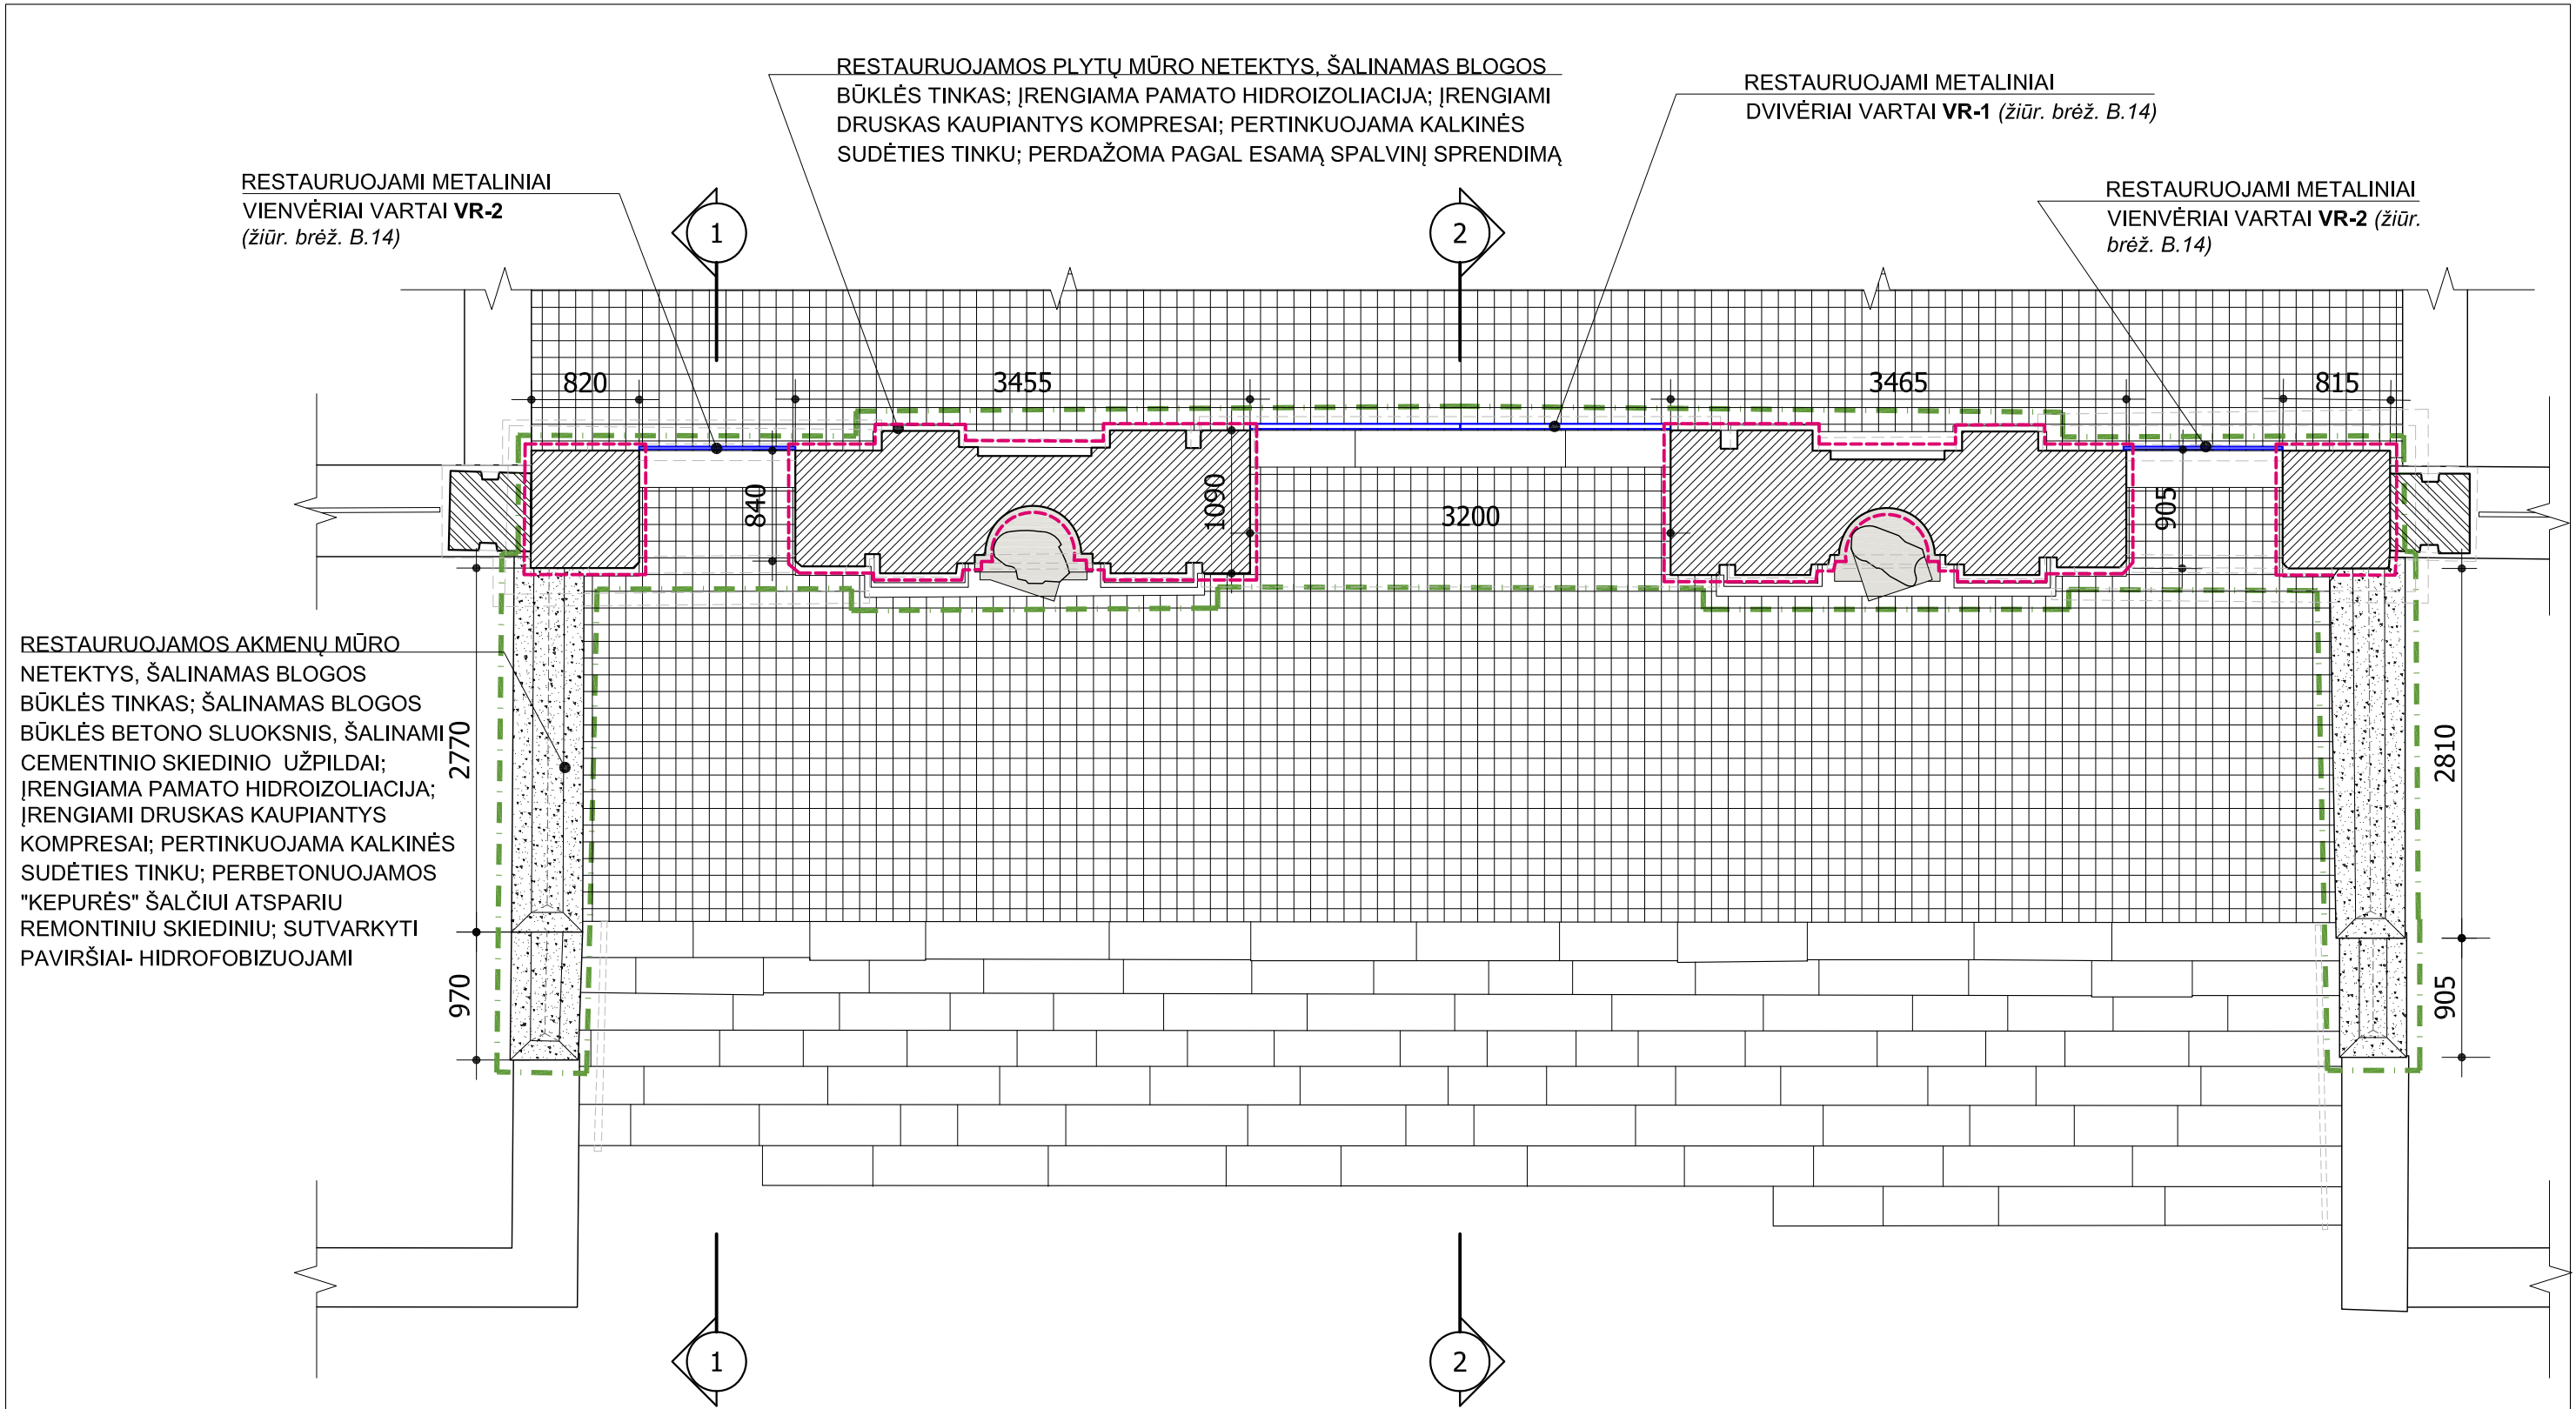 RESTAURUOJAMOS PLYTŲ MŪRO NETEKTYS, ŠALINAMAS BLOGOS
BŪKLĖS TINKAS; ĮRENGIAMA PAMATO HIDROIZOLIACIJA; ĮRENGIAMI
DRUSKAS KAUPIANTYS KOMPRESAI; PERTINKUOJAMA KALKINĖS
SUDĖTIES TINKU; PERDAŽOMA PAGAL ESAMĄ SPALVINĮ SPRENDIMĄ
RESTAURUOJAMI METALINIAI
DVIVĖRIAI VARTAI VR-1 (žiūr. brėž. B.14)
RESTAURUOJAMI METALINIAI
VIENVĖRIAI VARTAI VR-2
(žiūr. brėž. B.14)
RESTAURUOJAMI METALINIAI
VIENVĖRIAI VARTAI VR-2 (žiūr.
brėž. B.14)
1
2
820
3455
3465
815
840
1090
3200
905
RESTAURUOJAMOS AKMENŲ MŪRO
NETEKTYS, ŠALINAMAS BLOGOS
BŪKLĖS TINKAS; ŠALINAMAS BLOGOS
BŪKLĖS BETONO SLUOKSNIS, ŠALINAMI
CEMENTINIO SKIEDINIO UŽPILDAI;
ĮRENGIAMA PAMATO HIDROIZOLIACIJA;
ĮRENGIAMI DRUSKAS KAUPIANTYS
KOMPRESAI; PERTINKUOJAMA KALKINĖS
SUDĖTIES TINKU; PERBETONUOJAMOS
"KEPURĖS" ŠALČIUI ATSPARIU
REMONTINIU SKIEDINIU; SUTVARKYTI
PAVIRŠIAI- HIDROFOBIZUOJAMI
2770
2810
970
905
1
2